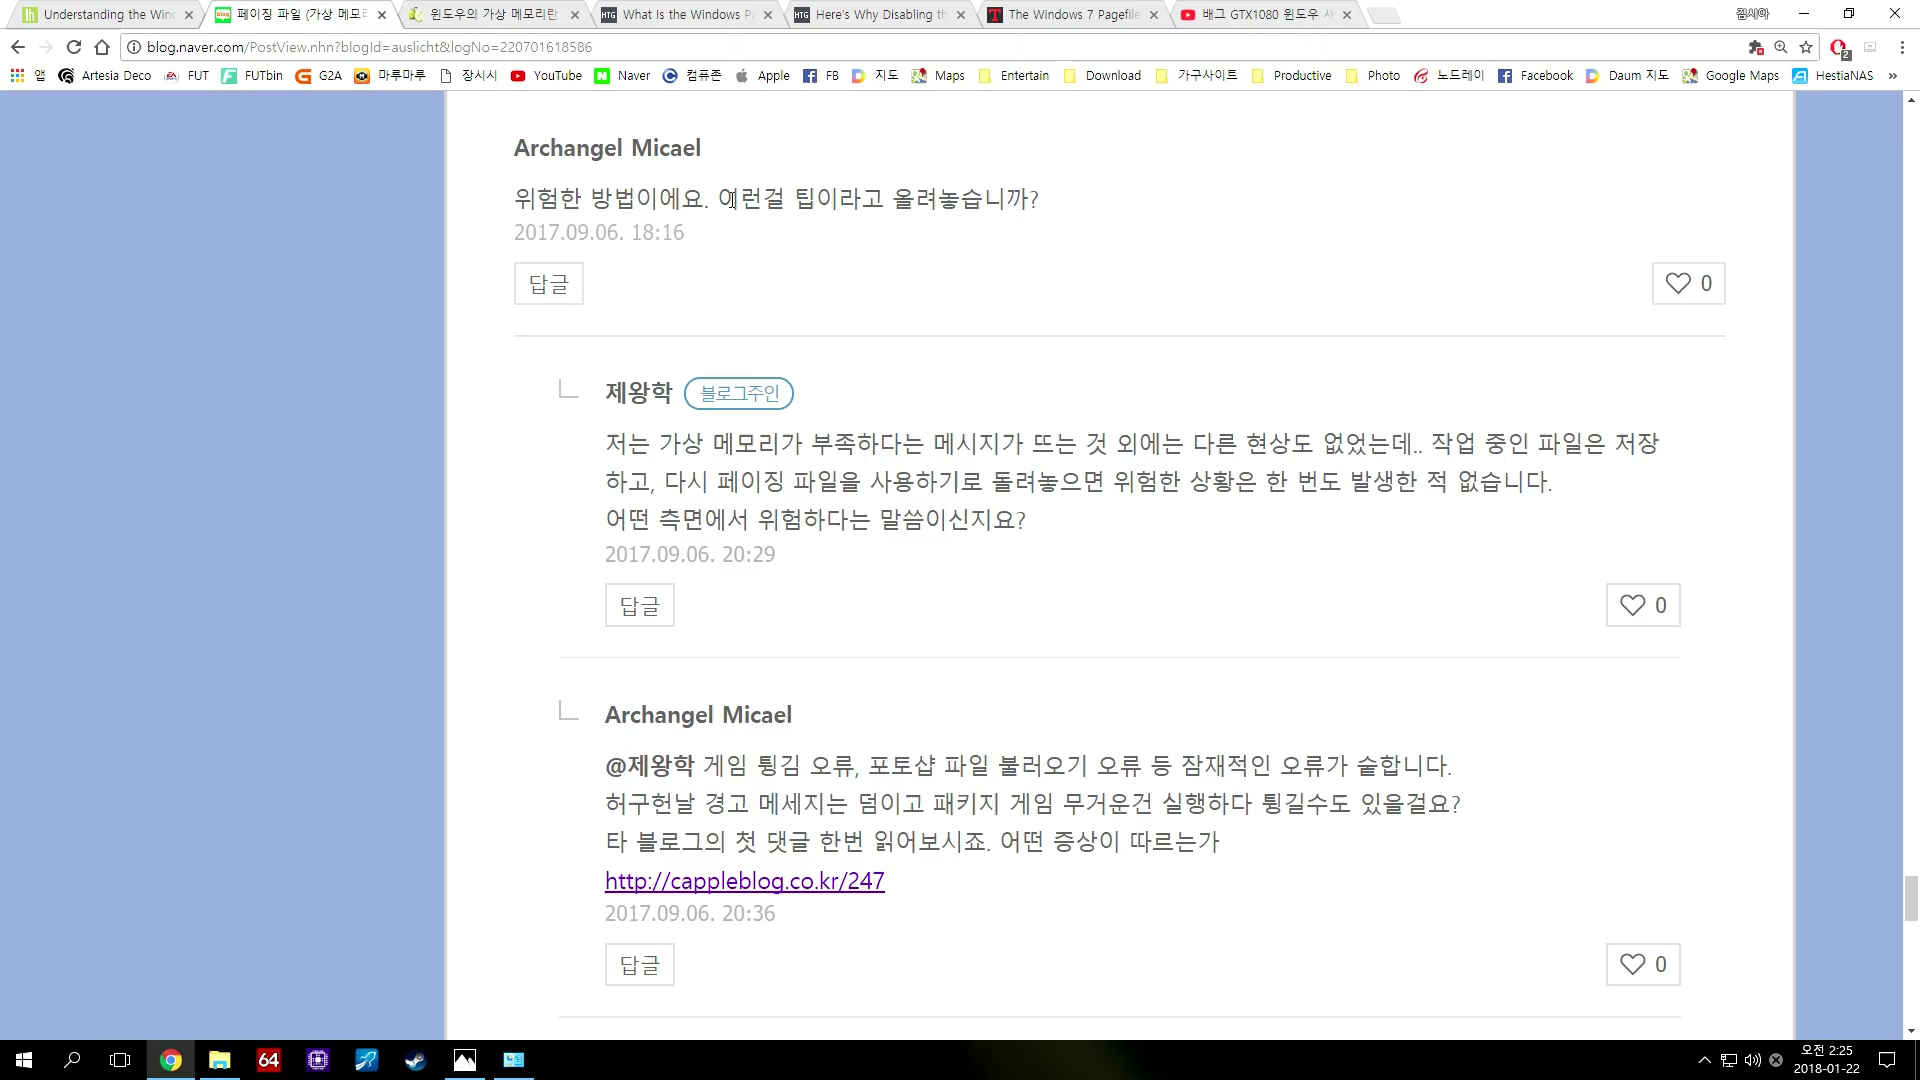 Understanding the Winc
페이징 파일 (가상 메모리
윈도우의 가상 메모리란
What Is the Windows P
Here's Why Disabling th
The Windows 7 Pagefile
배그 GTX1080 윈도우
blog.naver.com/PostView.nhn?blogId=auslicht&logNo=220701618586
앱 Artesia Deco FUT FUTbin G2A 마루마루 장시시 YouTube Naver 컴퓨존 Apple FB 지도 Maps Entertain Download 가구사이트 Productive Photo 노드레이 Facebook Daum 지도 Google Maps HestiaNAS »
Archangel Micael
위험한 방법이에요. 이런걸 팁이라고 올려놓습니까?
2017.09.06. 18:16
답글
0
제왕학 블로그주인
저는 가상 메모리가 부족하다는 메시지가 뜨는 것 외에는 다른 현상도 없었는데.. 작업 중인 파일은 저장
하고, 다시 페이징 파일을 사용하기로 돌려놓으면 위험한 상황은 한 번도 발생한 적 없습니다.
어떤 측면에서 위험하다는 말씀이신지요?
2017.09.06. 20:29
답글
0
Archangel Micael
@제왕학 게임 튕김 오류, 포토샵 파일 불러오기 오류 등 잠재적인 오류가 숱합니다.
허구헌날 경고 메세지는 덤이고 패키지 게임 무거운건 실행하다 튕길수도 있을걸요?
타 블로그의 첫 댓글 한번 읽어보시죠. 어떤 증상이 따르는가
http://cappleblog.co.kr/247
2017.09.06. 20:36
답글
0
64
오전 2:25
2018-01-22